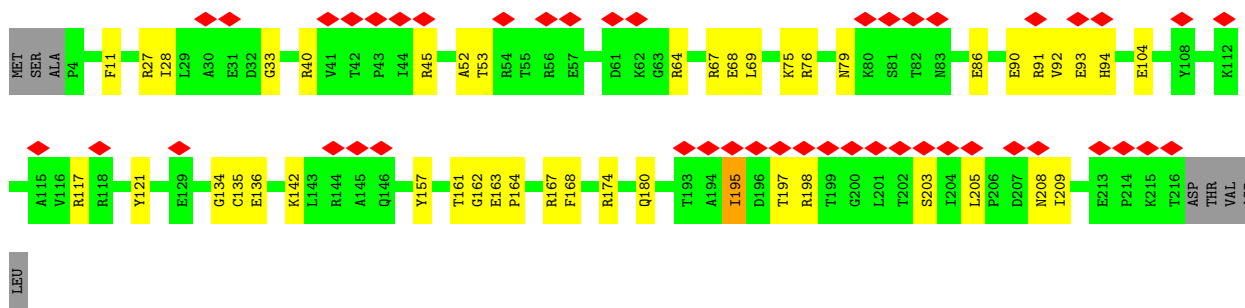 MET SER ALA P4 F11 R27 I28 L29 A30 E31 D32 G33 R40 V41 T42 P43 I44 R45 A52 T53 R54 T55 R56 E57 D61 K62 G63 R64 R67 E68 L69 K75 R76 N79 K80 S81 T82 N83 E86 E90 R91 V92 E93 H94 E104 Y108 K112
A115 V116 R117 R118 Y121 E129 G134 C135 E136 K142 L143 R144 A145 Q146 Y157 T161 G162 E163 P164 R167 F168 R174 Q180 T193 A194 I195 D196 T197 R198 T199 G200 L201 T202 S203 I204 L205 P206 D207 N208 I209 E213 P214 K215 T216 ASP THR VAL
LEU